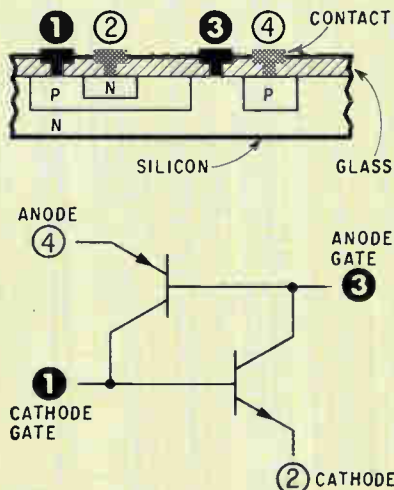 1 2 3 4 CONTACT
P N P
N
SILICON GLASS
ANODE
4
ANODE
GATE
3
1
CATHODE
GATE
2 CATHODE